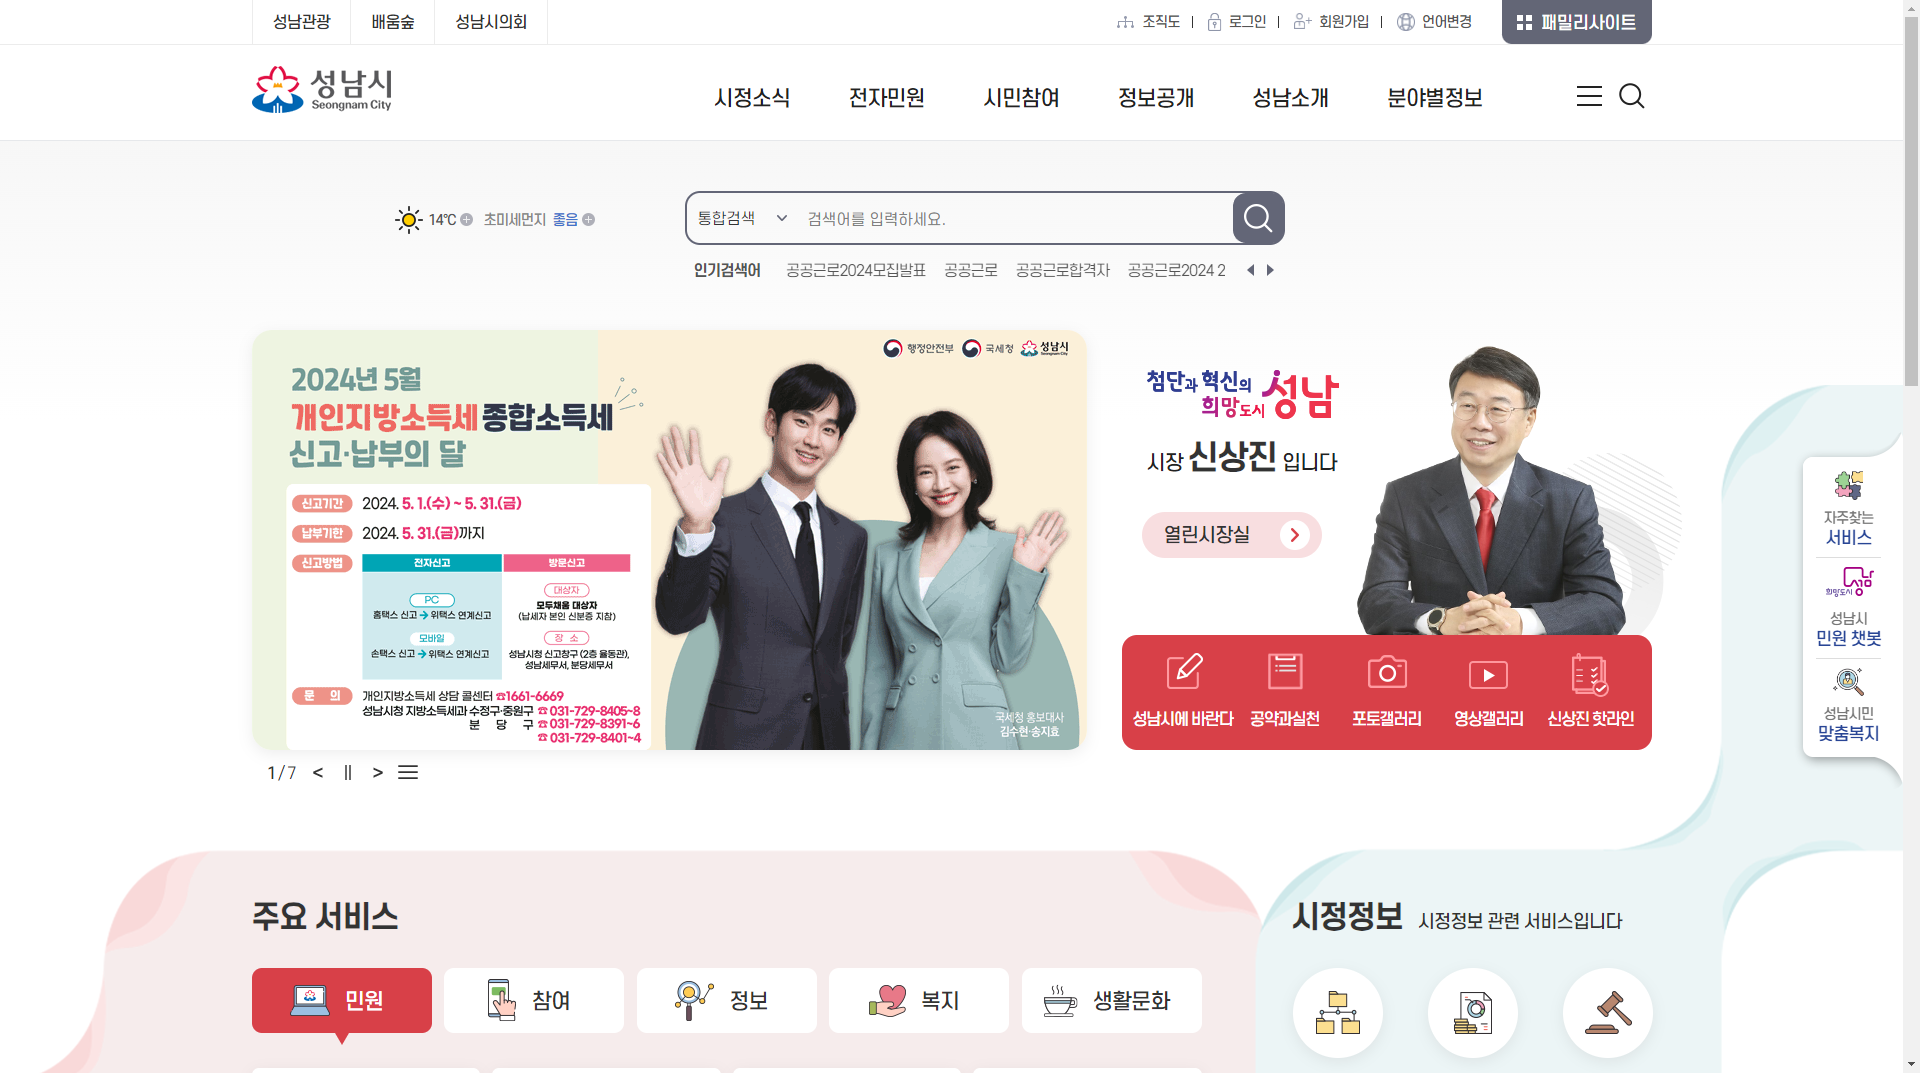 성남관광
배움숲
성남시의회
조직도
로그인
회원가입
언어변경
패밀리사이트
성남시
Seongnam City
시정소식
전자민원
시민참여
정보공개
성남소개
분야별정보
14℃
초미세먼지 좋음
통합검색
검색어를 입력하세요.
인기검색어
공공근로2024모집발표
공공근로
공공근로합격자
공공근로2024 2
행정안전부
국세청
성남시
Seongnam City
2024년 5월
개인지방소득세 종합소득세
신고·납부의 달
신고기간 2024. 5. 1.(수) ~ 5. 31.(금)
납부기한 2024. 5. 31.(금)까지
신고방법
전자신고
방문신고
PC
홈택스 신고 → 위택스 연계신고
모바일
손택스 신고 → 위택스 연계신고
대상자
모두채움 대상자
(납세자 본인 신분증 지참)
장 소
성남시청 신고창구 (2층 율동관),
성남세무서, 분당세무서
문 의
개인지방소득세 상담 콜센터 ☎1661-6669
성남시청 지방소득세과 수정구·중원구 ☎ 031-729-8405~8
분 당 구 ☎ 031-729-8391~6
☎ 031-729-8401~4
국세청 홍보대사
김수현·송지효
1/7
첨단과 혁신의
희망도시 성남
시장 신상진 입니다
열린시장실
성남시에 바란다
공약과실천
포토갤러리
영상갤러리
신상진 핫라인
자주찾는
서비스
희망도시 성남
성남시
민원 챗봇
성남시민
맞춤복지
주요 서비스
민원
참여
정보
복지
생활문화
시정정보 시정정보 관련 서비스입니다